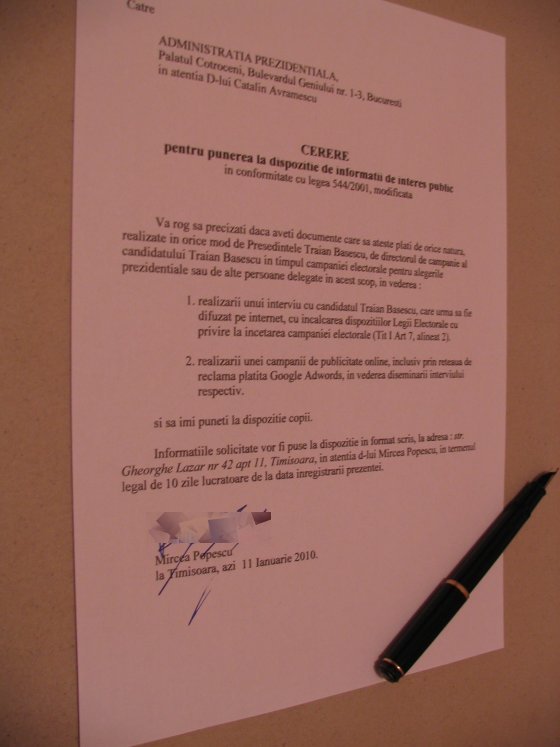 Catre
ADMINISTRATIA PREZIDENTIALA,
Palatul Cotroceni, Bulevardul Geniului nr. 1-3, Bucuresti
in atentia D-lui Catalin Avramescu
CERERE
pentru punerea la dispozitie de informatii de interes public
in conformitate cu legea 544/2001, modificata
Va rog sa precizati daca aveti documente care sa ateste plati de orice natura,
realizate in orice mod de Presedintele Traian Basescu, de directorul de campanie al
candidatului Traian Basescu in timpul campaniei electorale pentru alegerile
prezidentiale sau de alte persoane delegate in acest scop, in vederea :
1. realizarii unui interviu cu candidatul Traian Basescu, care urma sa fie
difuzat pe internet, cu incalcarea dispozitiilor Legii Electorale cu
privire la incetarea campaniei electorale (Tit I Art 7, alineat 2).
2. realizarii unei campanii de publicitate online, inclusiv prin reteaua de
reclama platita Google Adwords, in vederea diseminarii interviului
respectiv.
si sa imi puneti la dispozitie copii.
Informatiile solicitate vor fi puse la dispozitie in format scris, la adresa : str.
Gheorghe Lazar nr 42 apt 11, Timisoara, in atentia d-lui Mircea Popescu, in termenul
legal de 10 zile lucratoare de la data inregistrarii prezentei.
Mircea Popescu
la Timisoara, azi 11 Ianuarie 2010.